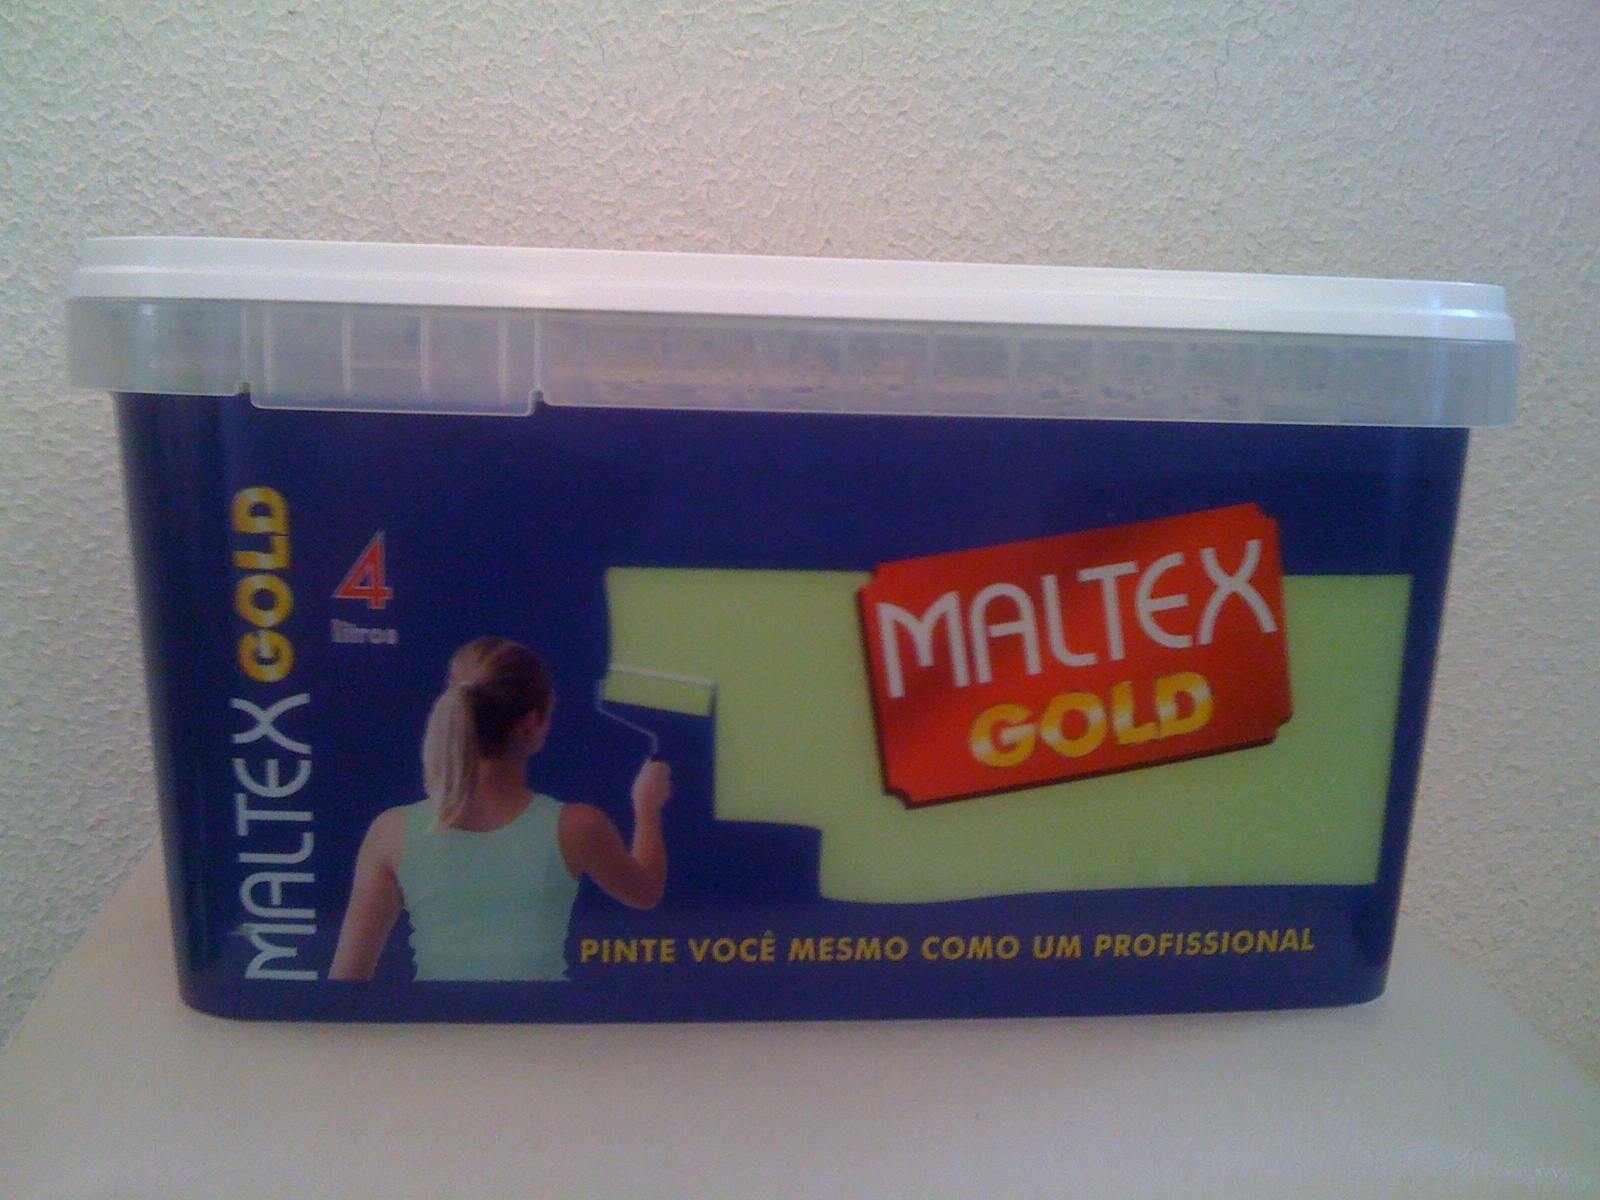 MALTEX GOLD
4
litros
MALTEX
GOLD
PINTE VOCÊ MESMO COMO UM PROFISSIONAL